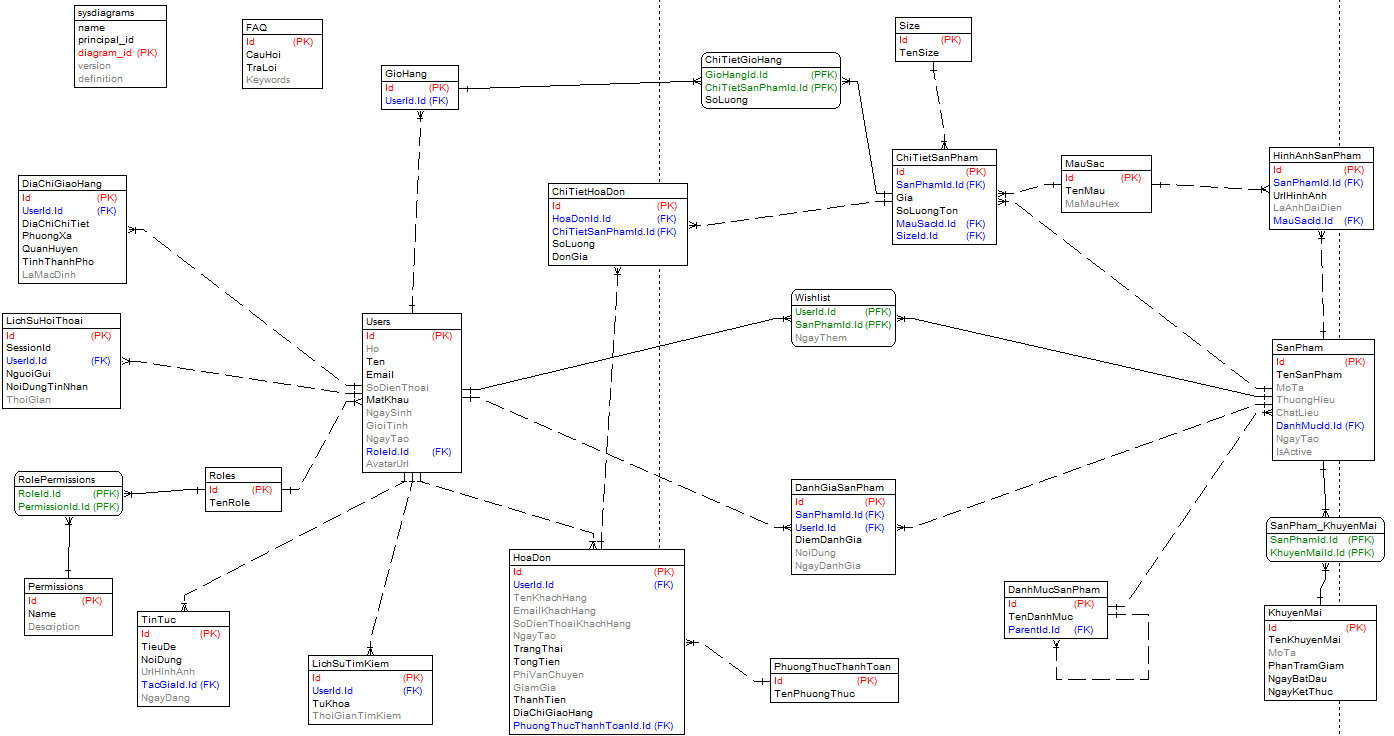 sysdiagrams
name
principal_id
diagram_id (PK)
version
definition
FAQ
Id (PK)
CauHoi
TraLoi
Keywords
GioHang
Id (PK)
UserId.Id (FK)
ChiTietGioHang
GioHangId.Id (PFK)
ChiTietSanPhamId.Id (PFK)
SoLuong
Size
Id (PK)
TenSize
ChiTietSanPham
Id (PK)
SanPhamId.Id (FK)
Gia
SoLuongTon
MauSacId.Id (FK)
SizeId.Id (FK)
MauSac
Id (PK)
TenMau
MaMauHex
HinhAnhSanPham
Id (PK)
SanPhamId.Id (FK)
UrlHinhAnh
LaAnhDaiDien
MauSacId.Id (FK)
DiaChiGiaoHang
Id (PK)
UserId.Id (FK)
DiaChiChiTiet
PhuongXa
QuanHuyen
TinhThanhPho
LaMacDinh
ChiTietHoaDon
Id (PK)
HoaDonId.Id (FK)
ChiTietSanPhamId.Id (FK)
SoLuong
DonGia
LichSuHoiThoai
Id (PK)
SessionId
UserId.Id (FK)
NguoiGui
NoiDungTinNhan
ThoiGian
Users
Id (PK)
Ho
Ten
Email
SoDienThoai
MatKhau
NgaySinh
GioiTinh
NgayTao
RoleId.Id (FK)
AvatarUrl
Wishlist
UserId.Id (PFK)
SanPhamId.Id (PFK)
NgayThem
SanPham
Id (PK)
TenSanPham
MoTa
ThuongHieu
ChatLieu
DanhMucId.Id (FK)
NgayTao
IsActive
RolePermissions
RoleId.Id (PFK)
PermissionId.Id (PFK)
Roles
Id (PK)
TenRole
DanhGiaSanPham
Id (PK)
SanPhamId.Id (FK)
UserId.Id (FK)
DiemDanhGia
NoiDung
NgayDanhGia
SanPham_KhuyenMai
SanPhamId.Id (PFK)
KhuyenMaiId.Id (PFK)
Permissions
Id (PK)
Name
Description
TinTuc
Id (PK)
TieuDe
NoiDung
UrlHinhAnh
TacGiaId.Id (FK)
NgayDang
LichSuTimKiem
Id (PK)
UserId.Id (FK)
TuKhoa
ThoiGianTimKiem
HoaDon
Id (PK)
UserId.Id (FK)
TenKhachHang
EmailKhachHang
SoDienThoaiKhachHang
NgayTao
TrangThai
TongTien
PhiVanChuyen
GiamGia
ThanhTien
DiaChiGiaoHang
PhuongThucThanhToanId.Id (FK)
PhuongThucThanhToan
Id (PK)
TenPhuongThuc
DanhMucSanPham
Id (PK)
TenDanhMuc
ParentId.Id (FK)
KhuyenMai
Id (PK)
TenKhuyenMai
MoTa
PhanTramGiam
NgayBatDau
NgayKetThuc